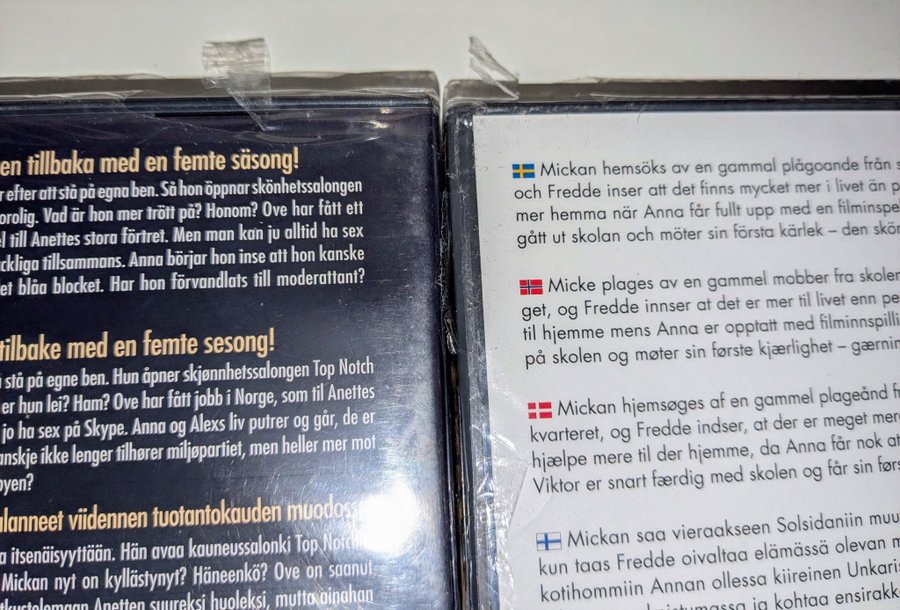 en tillbaka med en femte säsong!
efter att stå på egna ben. Så hon öppnar skönhetssalongen
orolig. Vad är hon mer trött på? Honom? Ove har fått ett
till Anettes stora förtret. Men man kan ju alltid ha sex
ckliga tillsammans. Anna börjar hon inse att hon kanske
et blåa blocket. Har hon förvandlats till moderattant?
tilbake med en femte sesong!
stå på egne ben. Hun åpner skjønnhetssalongen Top Notch
er hun lei? Ham? Ove har fått jobb i Norge, som til Anettes
jo ha sex på Skype. Anna og Alexs liv putrer og går, de er
anskje ikke lenger tilhører miljøpartiet, men heller mer mot
byen?
alanneet viidennen tuotantokauden muodos
a itsenäisyyttään. Hän avaa kauneussalonki Top Notch
Mickan nyt on kyllästynyt? Häneenkö? Ove on saanut
tkustelemaan Anetten suureksi huoleksi, mutta ainahan
Mickan hemsöks av en gammal plågoande från s
och Fredde inser att det finns mycket mer i livet än p
mer hemma när Anna får fullt upp med en filminspel
gått ut skolan och möter sin första kärlek – den skör
Micke plages av en gammel mobber fra skolen
get, og Fredde innser at det er mer til livet enn pe
til hjemme mens Anna er opptatt med filminnspilli
på skolen og møter sin første kjærlighet – gærnin
Mickan hjemsøges af en gammel plageånd f
kvarteret, og Fredde indser, at der er meget mere
hjælpe mere til der hjemme, da Anna får nok at
Viktor er snart færdig med skolen og får sin førs
Mickan saa vieraakseen Solsidaniin muu
kun taas Fredde oivaltaa elämässä olevan m
kotihommiin Annan ollessa kiireinen Unkaris
ja kohtaa ensirakk